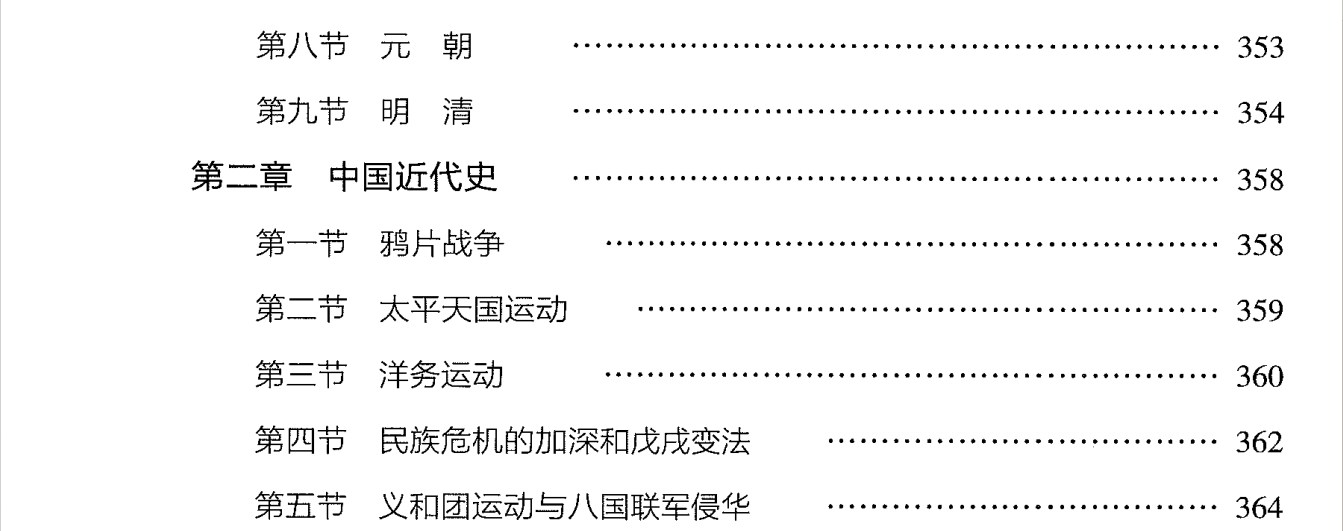 第八节 元 朝 ………………………………………………… 353
第九节 明 清 ………………………………………………… 354
第二章 中国近代史 ………………………………………………… 358
第一节 鸦片战争 ……………………………………………… 358
第二节 太平天国运动 …………………………………………… 359
第三节 洋务运动 ……………………………………………… 360
第四节 民族危机的加深和戊戌变法 …………………………… 362
第五节 义和团运动与八国联军侵华 …………………………… 364